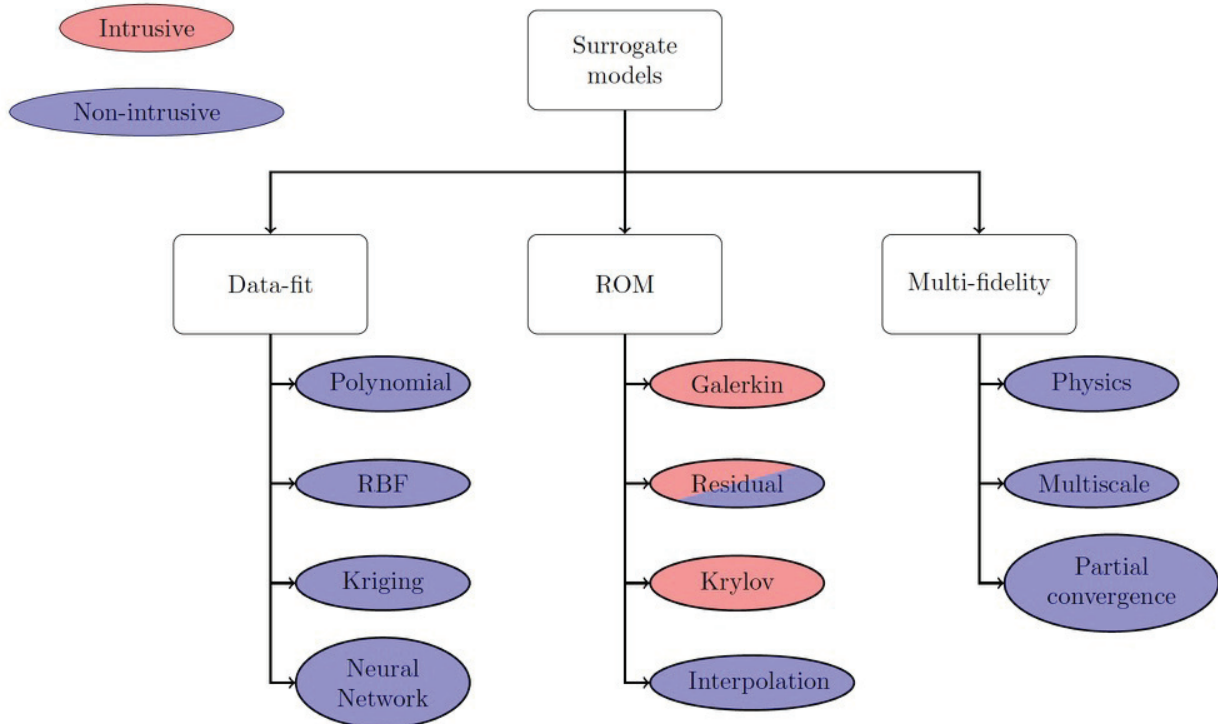 Intrusive
Non-intrusive
Surrogate
models
Data-fit
ROM
Multi-fidelity
Polynomial
RBF
Kriging
Neural
Network
Galerkin
Residual
Krylov
Interpolation
Physics
Multiscale
Partial
convergence